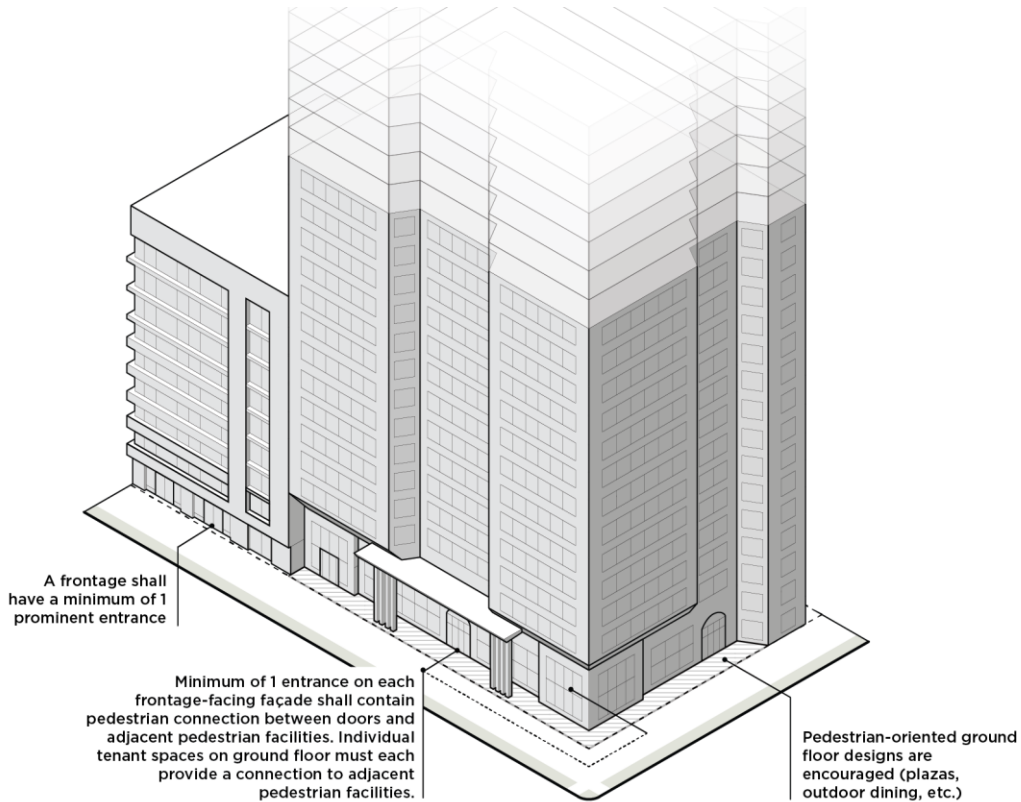 A frontage shall
have a minimum of 1
prominent entrance
Minimum of 1 entrance on each
frontage-facing façade shall contain
pedestrian connection between doors and
adjacent pedestrian facilities. Individual
tenant spaces on ground floor must each
provide a connection to adjacent
pedestrian facilities.
Pedestrian-oriented ground
floor designs are
encouraged (plazas,
outdoor dining, etc.)